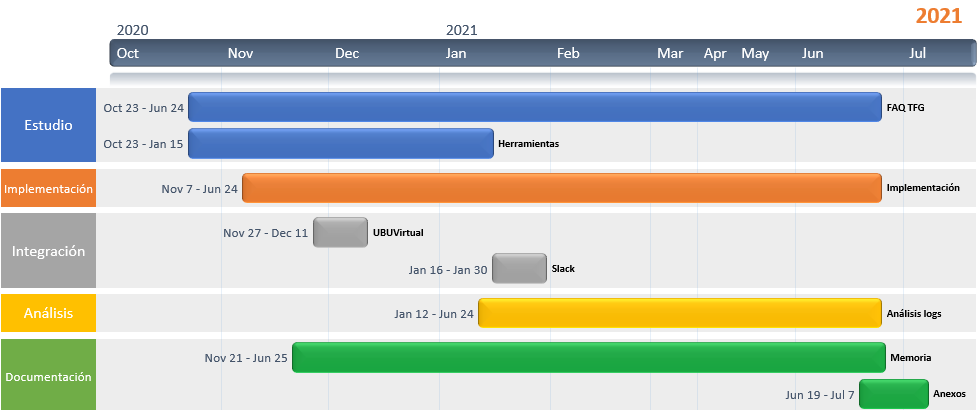 2021
2020
2021
Oct Nov Dec Jan Feb Mar Apr May Jun Jul
Estudio
Oct 23 - Jun 24 FAQ TFG
Oct 23 - Jan 15 Herramientas
Implementación
Nov 7 - Jun 24 Implementación
Integración
Nov 27 - Dec 11 UBUVirtual
Jan 16 - Jan 30 Slack
Análisis
Jan 12 - Jun 24 Análisis logs
Documentación
Nov 21 - Jun 25 Memoria
Jun 19 - Jul 7 Anexos